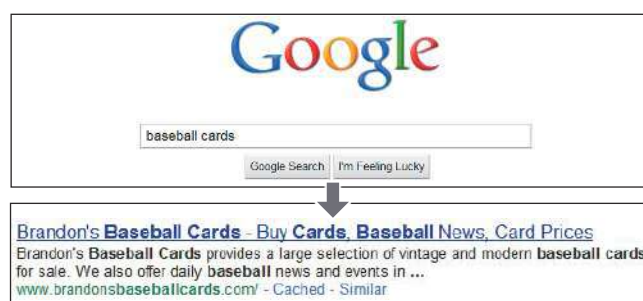 Google
baseball cards
Google Search I'm Feeling Lucky
Brandon's Baseball Cards - Buy Cards, Baseball News, Card Prices
Brandon's Baseball Cards provides a large selection of vintage and modern baseball cards
for sale. We also offer daily baseball news and events in ...
www.brandonsbaseballcards.com/ - Cached - Similar